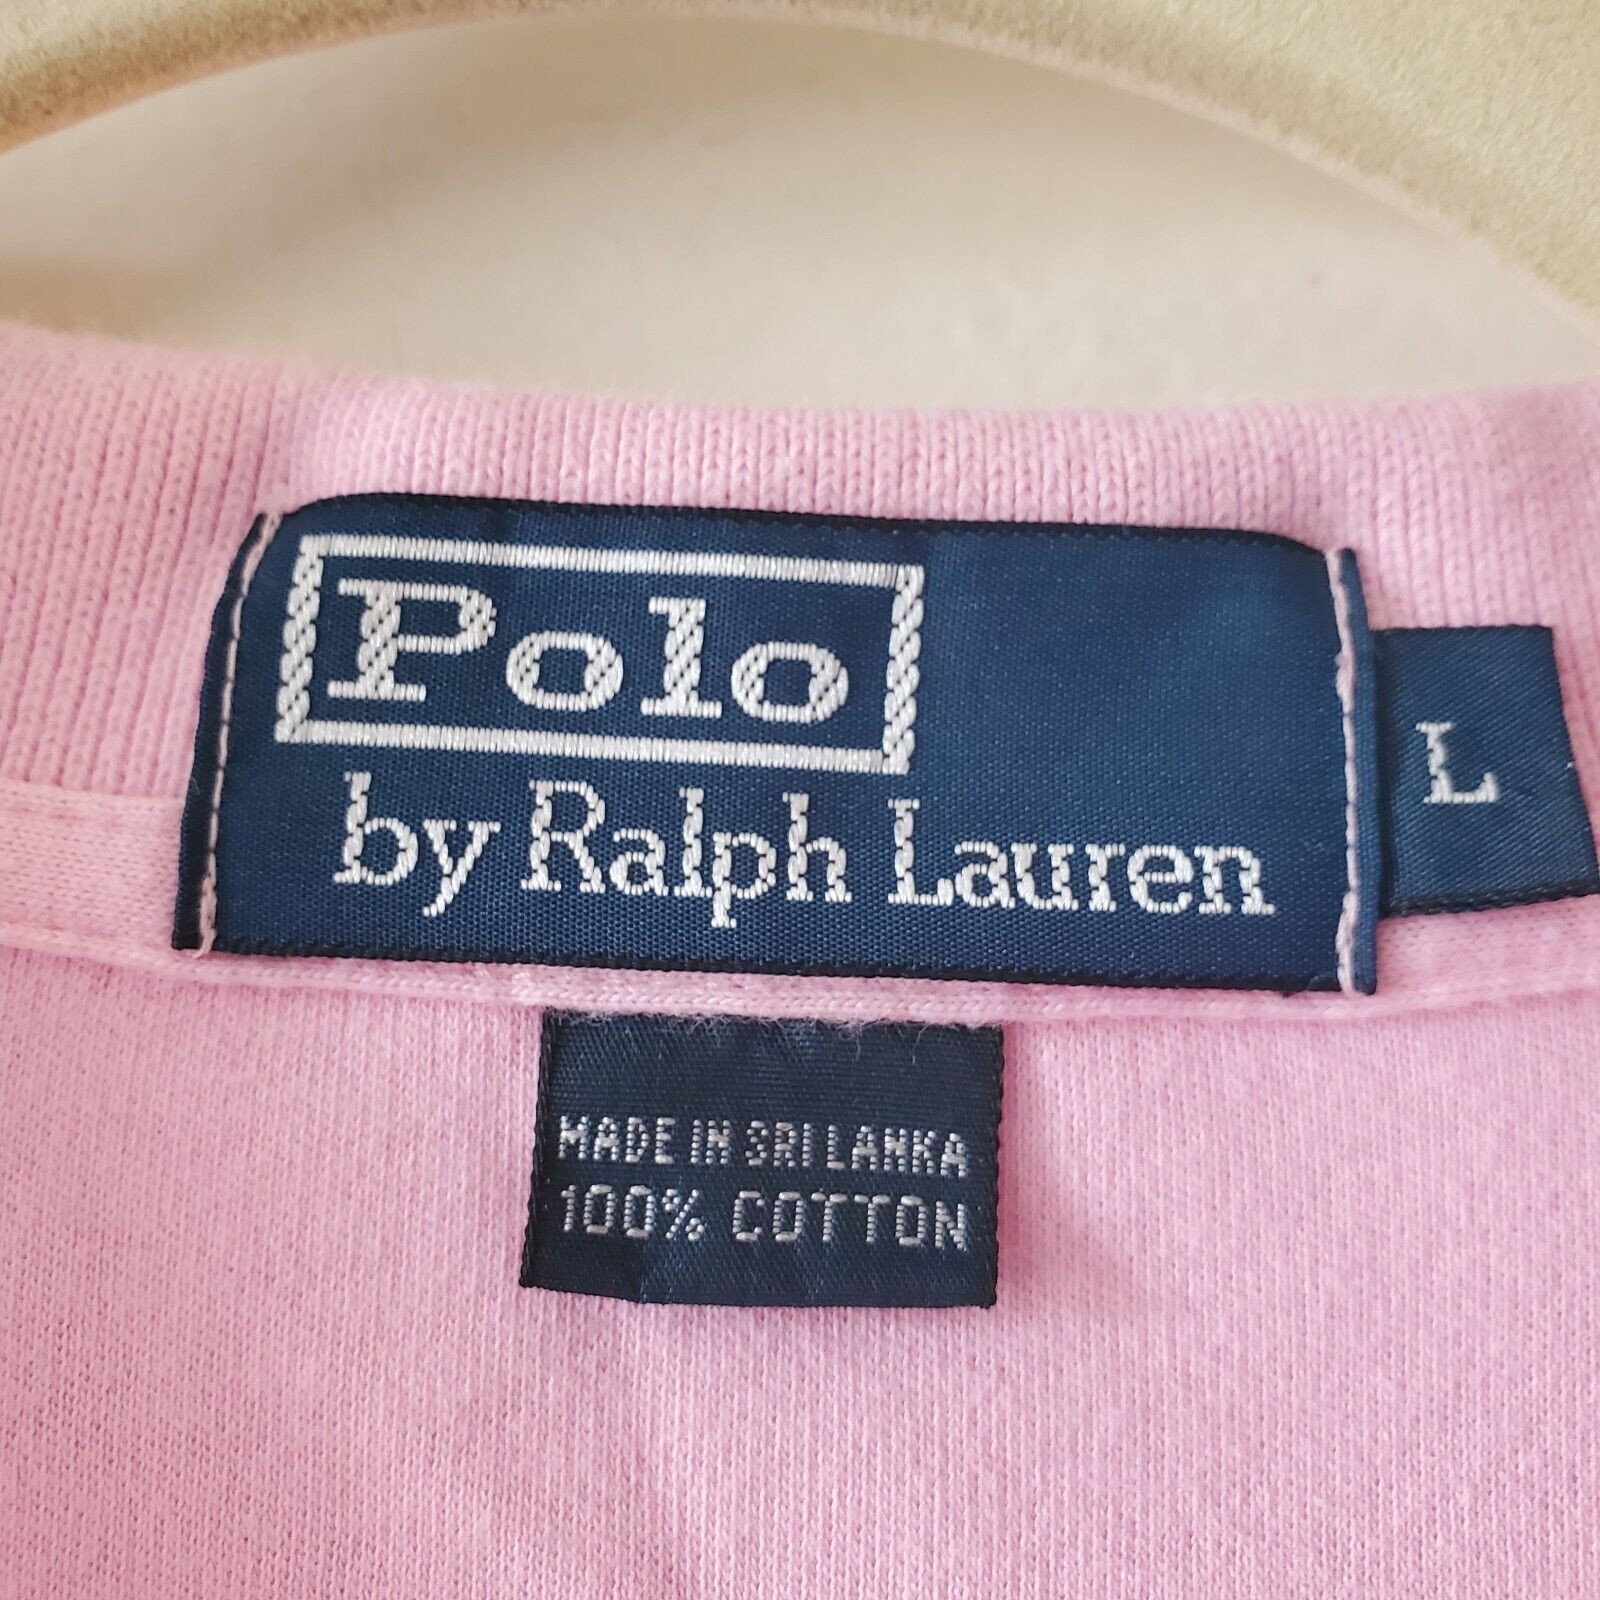 Polo
by Ralph Lauren
L
MADE IN SRI LANKA
100% COTTON